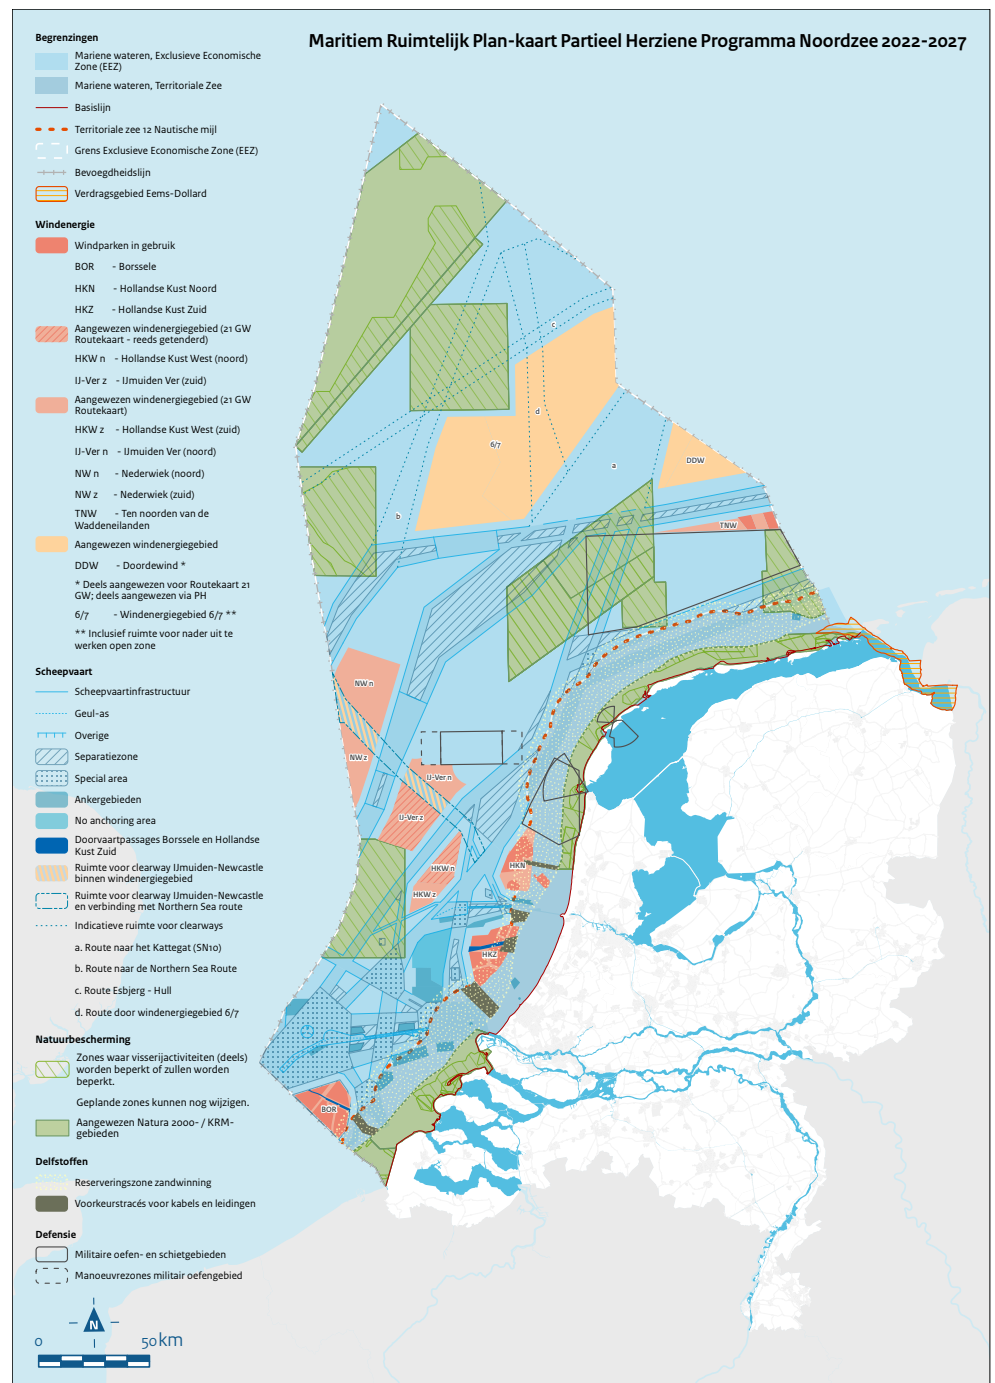 Maritiem Ruimtelijk Plan-kaart Partieel Herziene Programma Noordzee 2022-2027
Begrenzingen
Mariene wateren, Exclusieve Economische
Zone (EEZ)
Mariene wateren, Territoriale Zee
Basislijn
Territoriale zee 12 Nautische mijl
Grens Exclusieve Economische Zone (EEZ)
Bevoegdheidslijn
Verdragsgebied Eems-Dollard
Windenergie
Windparken in gebruik
BOR - Borssele
HKN - Hollandse Kust Noord
HKZ - Hollandse Kust Zuid
Aangewezen windenergiegebied (21 GW
Routekaart - reeds getenderd)
HKW n - Hollandse Kust West (noord)
IJ-Ver z - IJmuiden Ver (zuid)
Aangewezen windenergiegebied (21 GW
Routekaart)
HKW z - Hollandse Kust West (zuid)
IJ-Ver n - IJmuiden Ver (noord)
NW n - Nederwiek (noord)
NW z - Nederwiek (zuid)
TNW - Ten noorden van de
Waddeneilanden
Aangewezen windenergiegebied
DDW - Doordewind *
* Deels aangewezen voor Routekaart 21
GW; deels aangewezen via PH
6/7 - Windenergiegebied 6/7 **
** Inclusief ruimte voor nader uit te
werken open zone
Scheepvaart
Scheepvaartinfrastructuur
Geul-as
Overige
Separatiezone
Special area
Ankergebieden
No anchoring area
Doorvaartpassages Borssele en Hollandse
Kust Zuid
Ruimte voor clearway IJmuiden-Newcastle
binnen windenergiegebied
Ruimte voor clearway IJmuiden-Newcastle
en verbinding met Northern Sea route
Indicatieve ruimte voor clearways
a. Route naar het Kattegat (SN10)
b. Route naar de Northern Sea Route
c. Route Esbjerg - Hull
d. Route door windenergiegebied 6/7
Natuurbescherming
Zones waar visserijactiviteiten (deels)
worden beperkt of zullen worden
beperkt.
Geplande zones kunnen nog wijzigen.
Aangewezen Natura 2000- / KRM-
gebieden
Delfstoffen
Reserveringszone zandwinning
Voorkeurstracés voor kabels en leidingen
Defensie
Militaire oefen- en schietgebieden
Manoeuvrezones militair oefengebied
N
0 50 km
c
d
6/7
a
DDW
b
TNW
NW n
NW z
IJ-Ver n
IJ-Ver z
HKW n
HKN
HKW z
HKZ
BOR